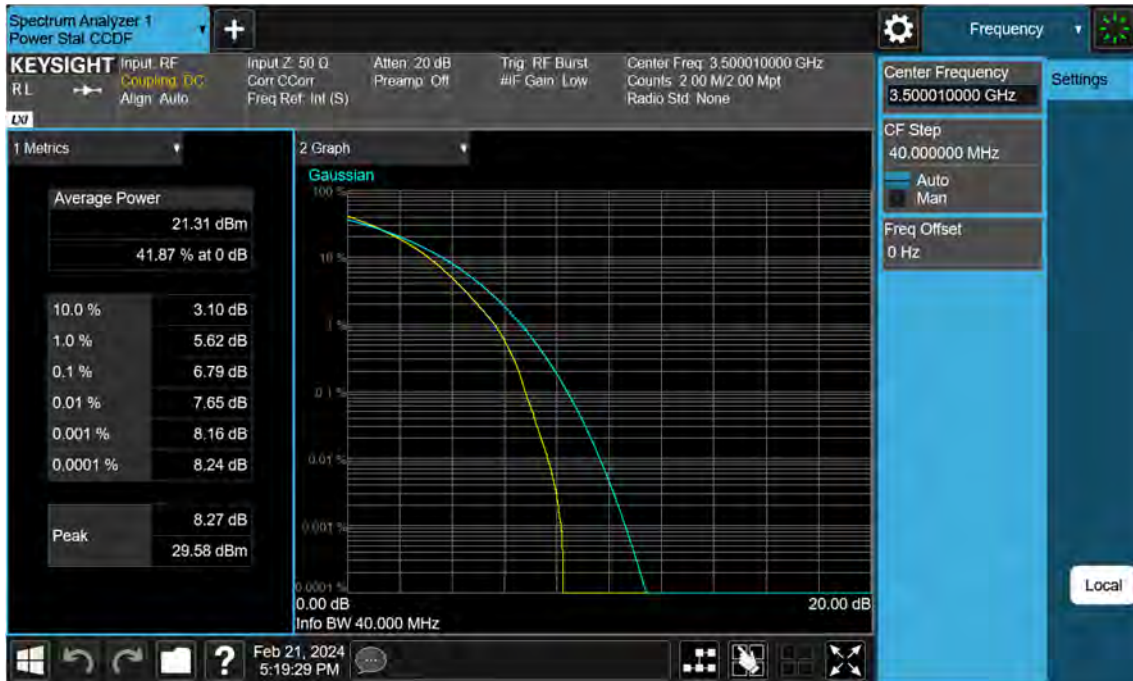 Spectrum Analyzer 1
Power Stat CCDF
Frequency
KEYSIGHT
RL
LXI
Input: RF
Coupling: DC
Align: Auto
Input Z: 50 Ω
Corr CCorr
Freq Ref: Int (S)
Atten: 20 dB
Preamp: Off
Trig: RF Burst
#IF Gain: Low
Center Freq: 3.500010000 GHz
Counts: 2.00 M/2.00 Mpt
Radio Std: None
Center Frequency
3.500010000 GHz
Settings
CF Step
40.000000 MHz
Auto
Man
Freq Offset
0 Hz
1 Metrics
Average Power
21.31 dBm
41.87 % at 0 dB
10.0 % 3.10 dB
1.0 % 5.62 dB
0.1 % 6.79 dB
0.01 % 7.65 dB
0.001 % 8.16 dB
0.0001 % 8.24 dB
Peak
8.27 dB
29.58 dBm
2 Graph
Gaussian
100 %
10 %
1 %
0.1 %
0.01 %
0.001 %
0.0001 %
0.00 dB 20.00 dB
Info BW 40.000 MHz
Local
?
Feb 21, 2024
5:19:29 PM